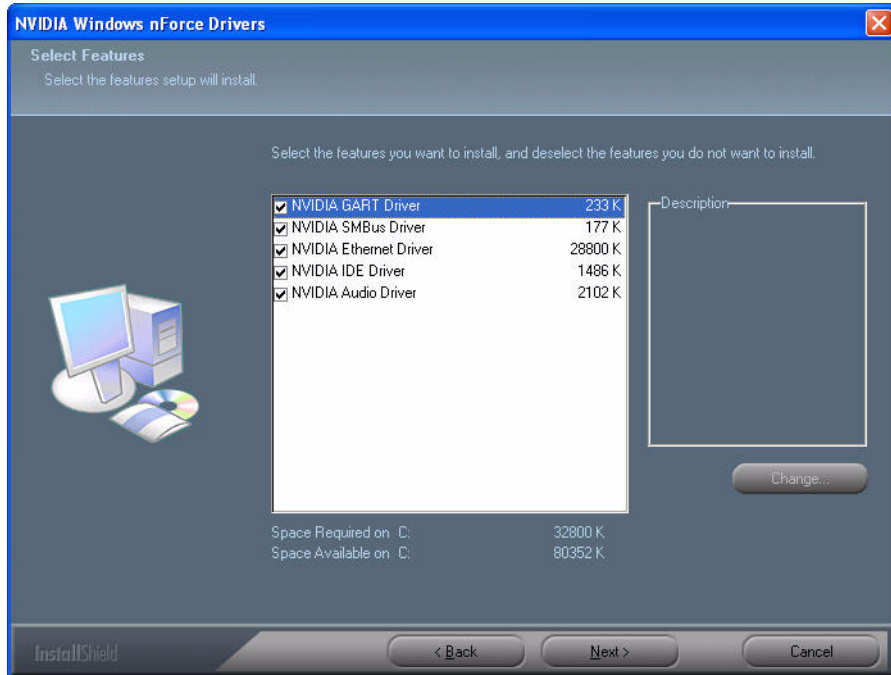 NVIDIA Windows nForce Drivers
Select Features
Select the features setup will install.
Select the features you want to install, and deselect the features you do not want to install.
NVIDIA GART Driver 233 K
NVIDIA SMBus Driver 177 K
NVIDIA Ethernet Driver 28800 K
NVIDIA IDE Driver 1486 K
NVIDIA Audio Driver 2102 K
Description
Change...
Space Required on C: 32800 K
Space Available on C: 80352 K
InstallShield
< Back
Next >
Cancel